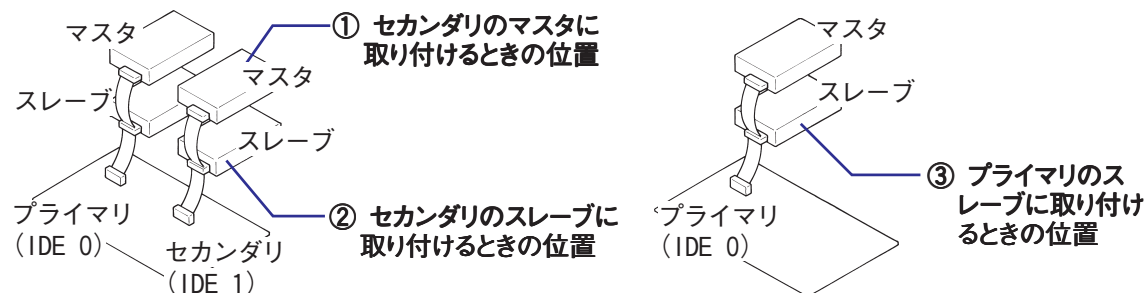 マスタ
① セカンダリのマスタに
取り付けるときの位置
マスタ
スレーブ
スレーブ
② セカンダリのスレーブに
取り付けるときの位置
プライマリ
(IDE 0)
セカンダリ
(IDE 1)
マスタ
スレーブ
③ プライマリのス
レーブに取り付け
るときの位置
プライマリ
(IDE 0)